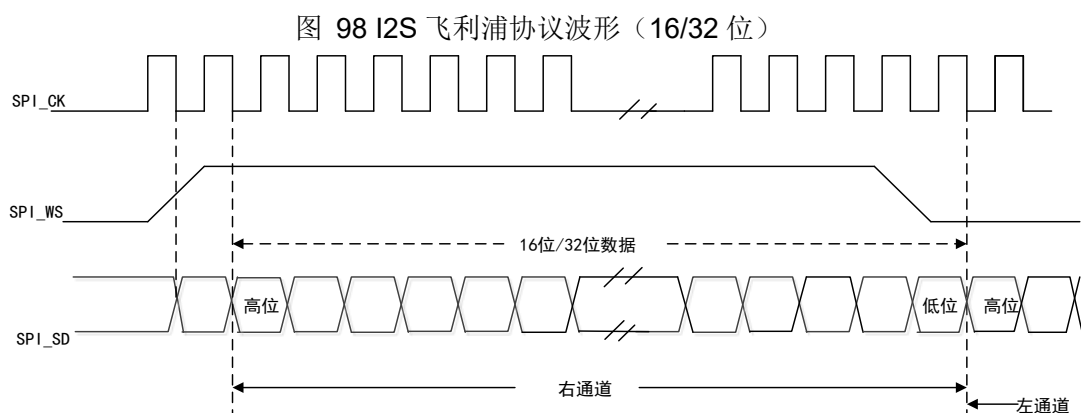 图 98 I2S 飞利浦协议波形（16/32 位）
SPI_CK
SPI_WS
16位/32位数据
高位
低位
高位
SPI_SD
右通道
左通道